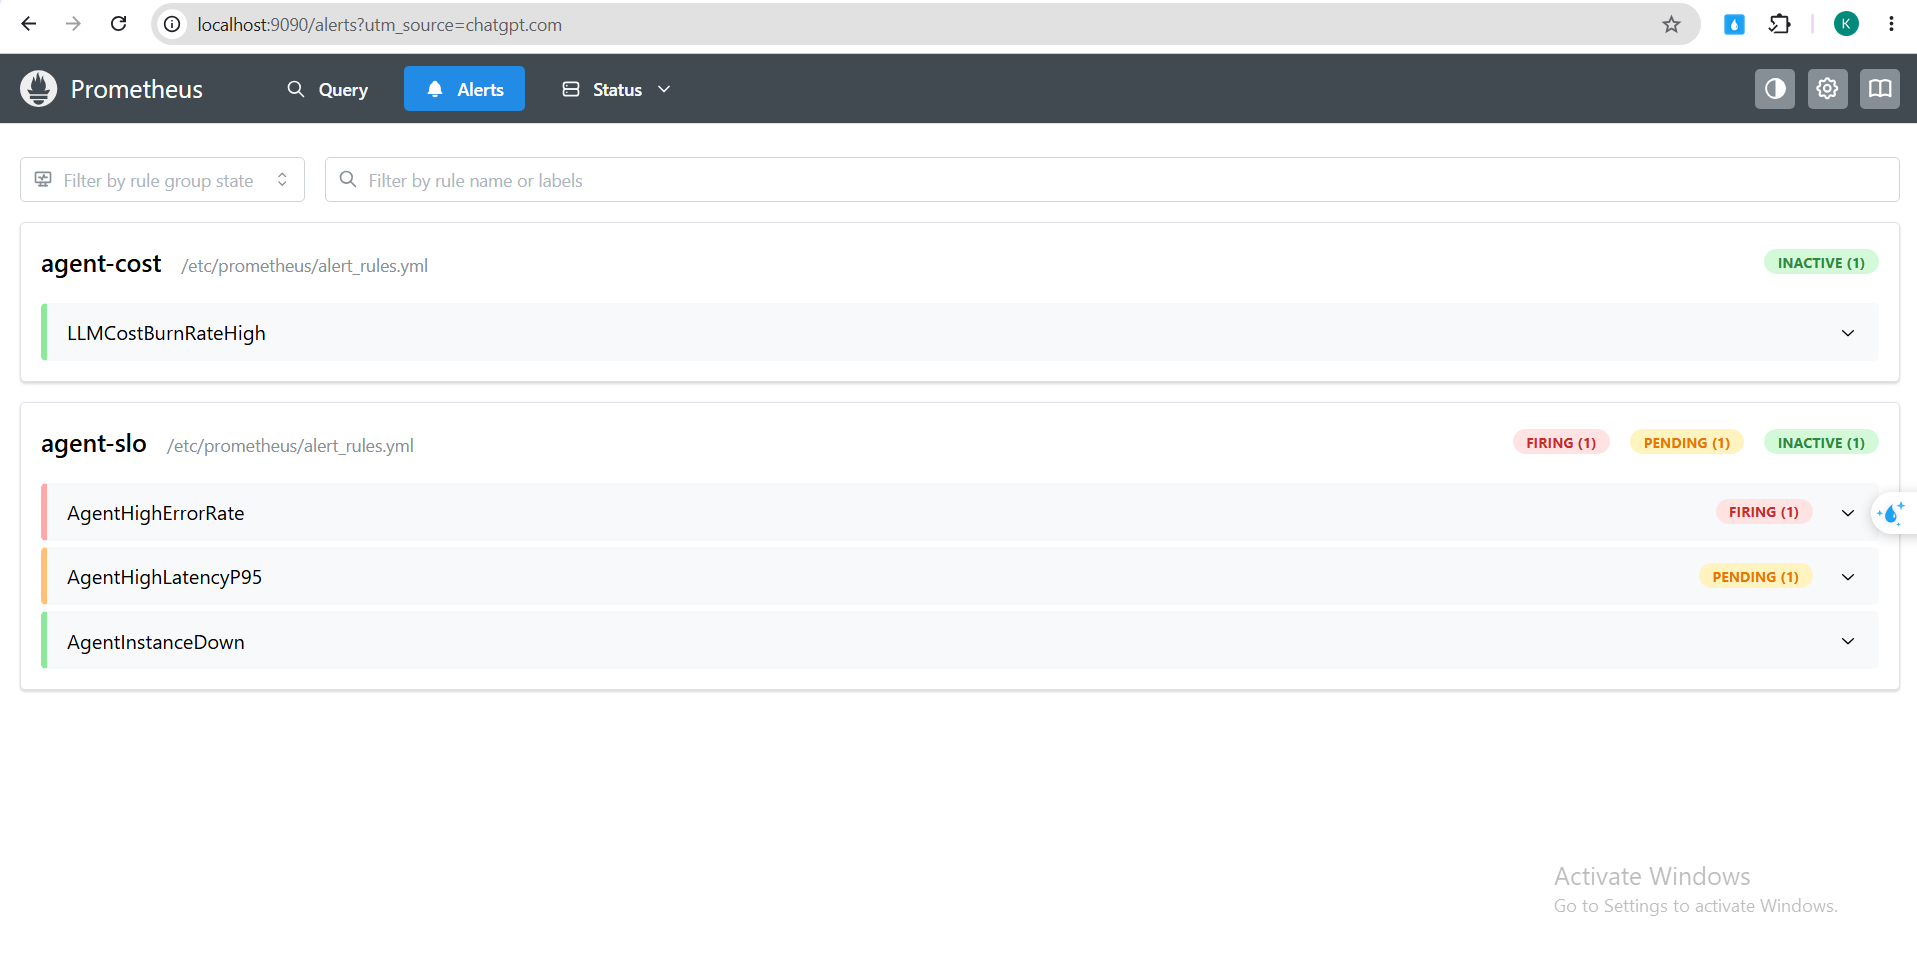 localhost:9090/alerts?utm_source=chatgpt.com
K
Prometheus
Query
Alerts
Status
Filter by rule group state
Filter by rule name or labels
agent-cost /etc/prometheus/alert_rules.yml INACTIVE (1)
LLMCostBurnRateHigh
agent-slo /etc/prometheus/alert_rules.yml FIRING (1) PENDING (1) INACTIVE (1)
AgentHighErrorRate FIRING (1)
AgentHighLatencyP95 PENDING (1)
AgentInstanceDown
Activate Windows
Go to Settings to activate Windows.